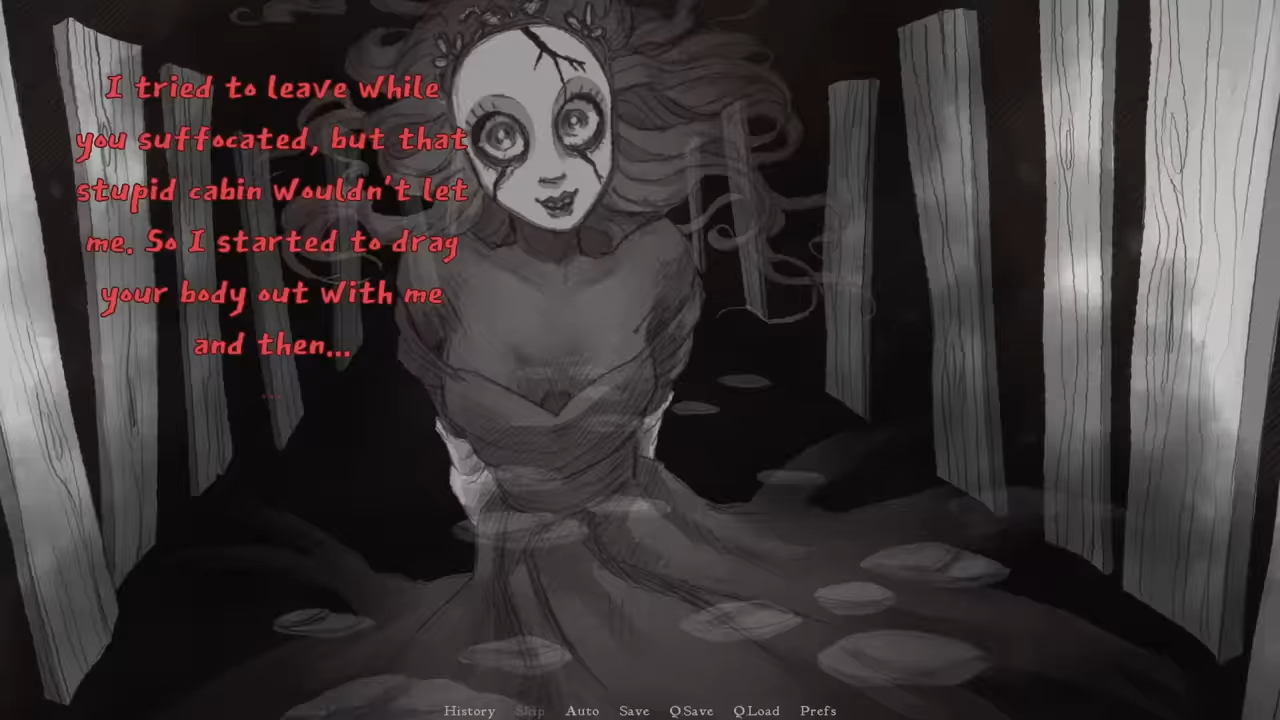 I tried to leave while
you suffocated, but that
stupid cabin wouldn't let
me. So I started to drag
your body out with me
and then...
...
History Skip Auto Save Q.Save Q.Load Prefs